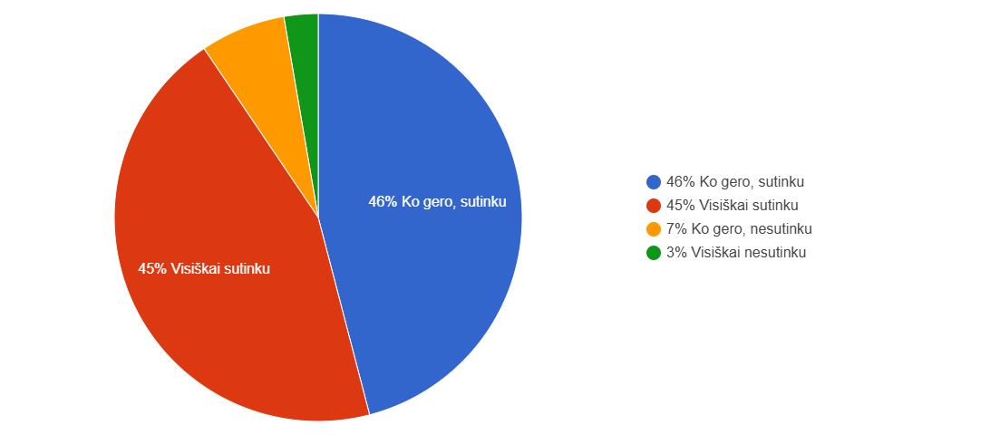 46% Ko gero, sutinku
45% Visiškai sutinku
46% Ko gero, sutinku
45% Visiškai sutinku
7% Ko gero, nesutinku
3% Visiškai nesutinku